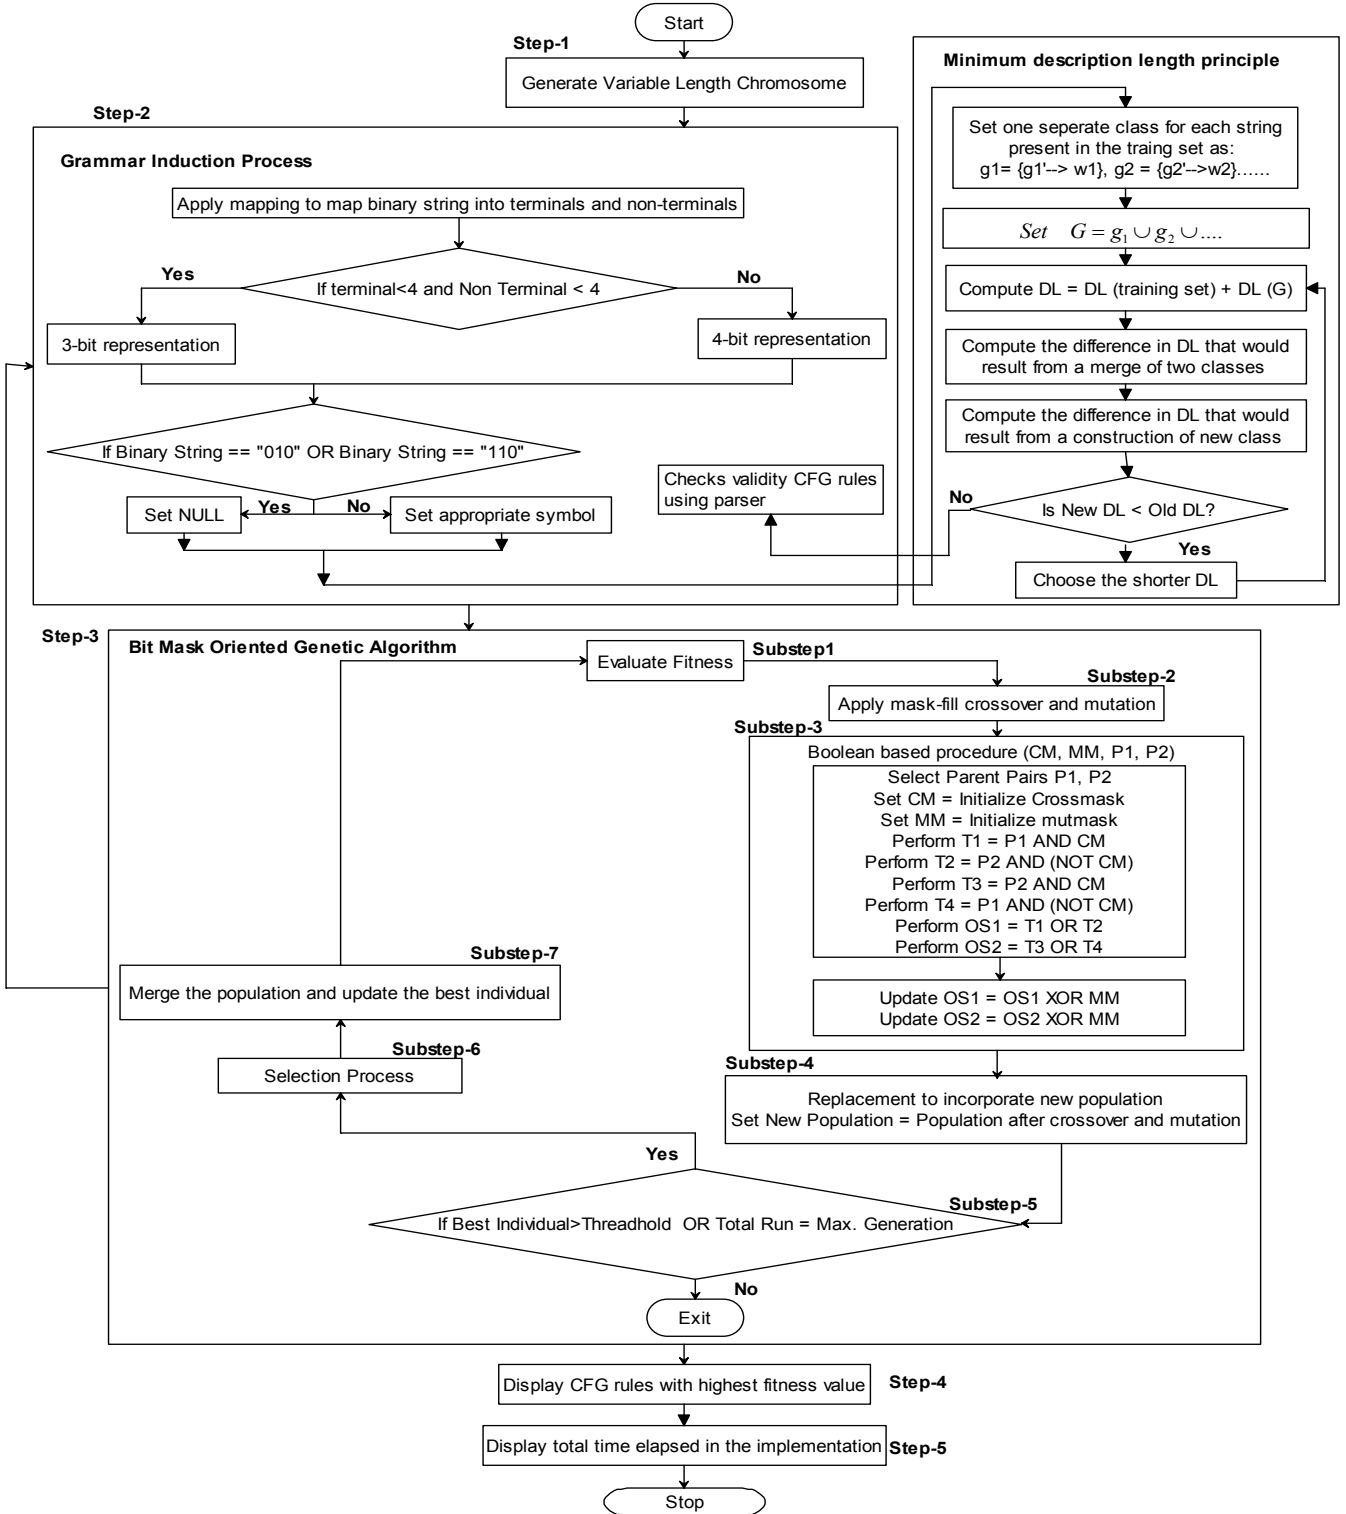 Start
Step-1
Generate Variable Length Chromosome
Step-2
Grammar Induction Process
Apply mapping to map binary string into terminals and non-terminals
If terminal<4 and Non Terminal < 4
Yes
No
3-bit representation
4-bit representation
If Binary String == "010" OR Binary String == "110"
Yes
No
Set NULL
Set appropriate symbol
Checks validity CFG rules
using parser
Minimum description length principle
Set one seperate class for each string
present in the traing set as:
g1= {g1'--> w1}, g2 = {g2'-->w2}......
Set G = g₁ ∪ g₂ ∪ ....
Compute DL = DL (training set) + DL (G)
Compute the difference in DL that would
result from a merge of two classes
Compute the difference in DL that would
result from a construction of new class
No
Is New DL < Old DL?
Yes
Choose the shorter DL
Step-3
Bit Mask Oriented Genetic Algorithm
Evaluate Fitness
Substep1
Substep-2
Apply mask-fill crossover and mutation
Substep-3
Boolean based procedure (CM, MM, P1, P2)
Select Parent Pairs P1, P2
Set CM = Initialize Crossmask
Set MM = Initialize mutmask
Perform T1 = P1 AND CM
Perform T2 = P2 AND (NOT CM)
Perform T3 = P2 AND CM
Perform T4 = P1 AND (NOT CM)
Perform OS1 = T1 OR T2
Perform OS2 = T3 OR T4
Update OS1 = OS1 XOR MM
Update OS2 = OS2 XOR MM
Substep-4
Replacement to incorporate new population
Set New Population = Population after crossover and mutation
Substep-5
If Best Individual>Threadhold OR Total Run = Max. Generation
Yes
No
Exit
Substep-6
Selection Process
Substep-7
Merge the population and update the best individual
Display CFG rules with highest fitness value
Step-4
Display total time elapsed in the implementation
Step-5
Stop